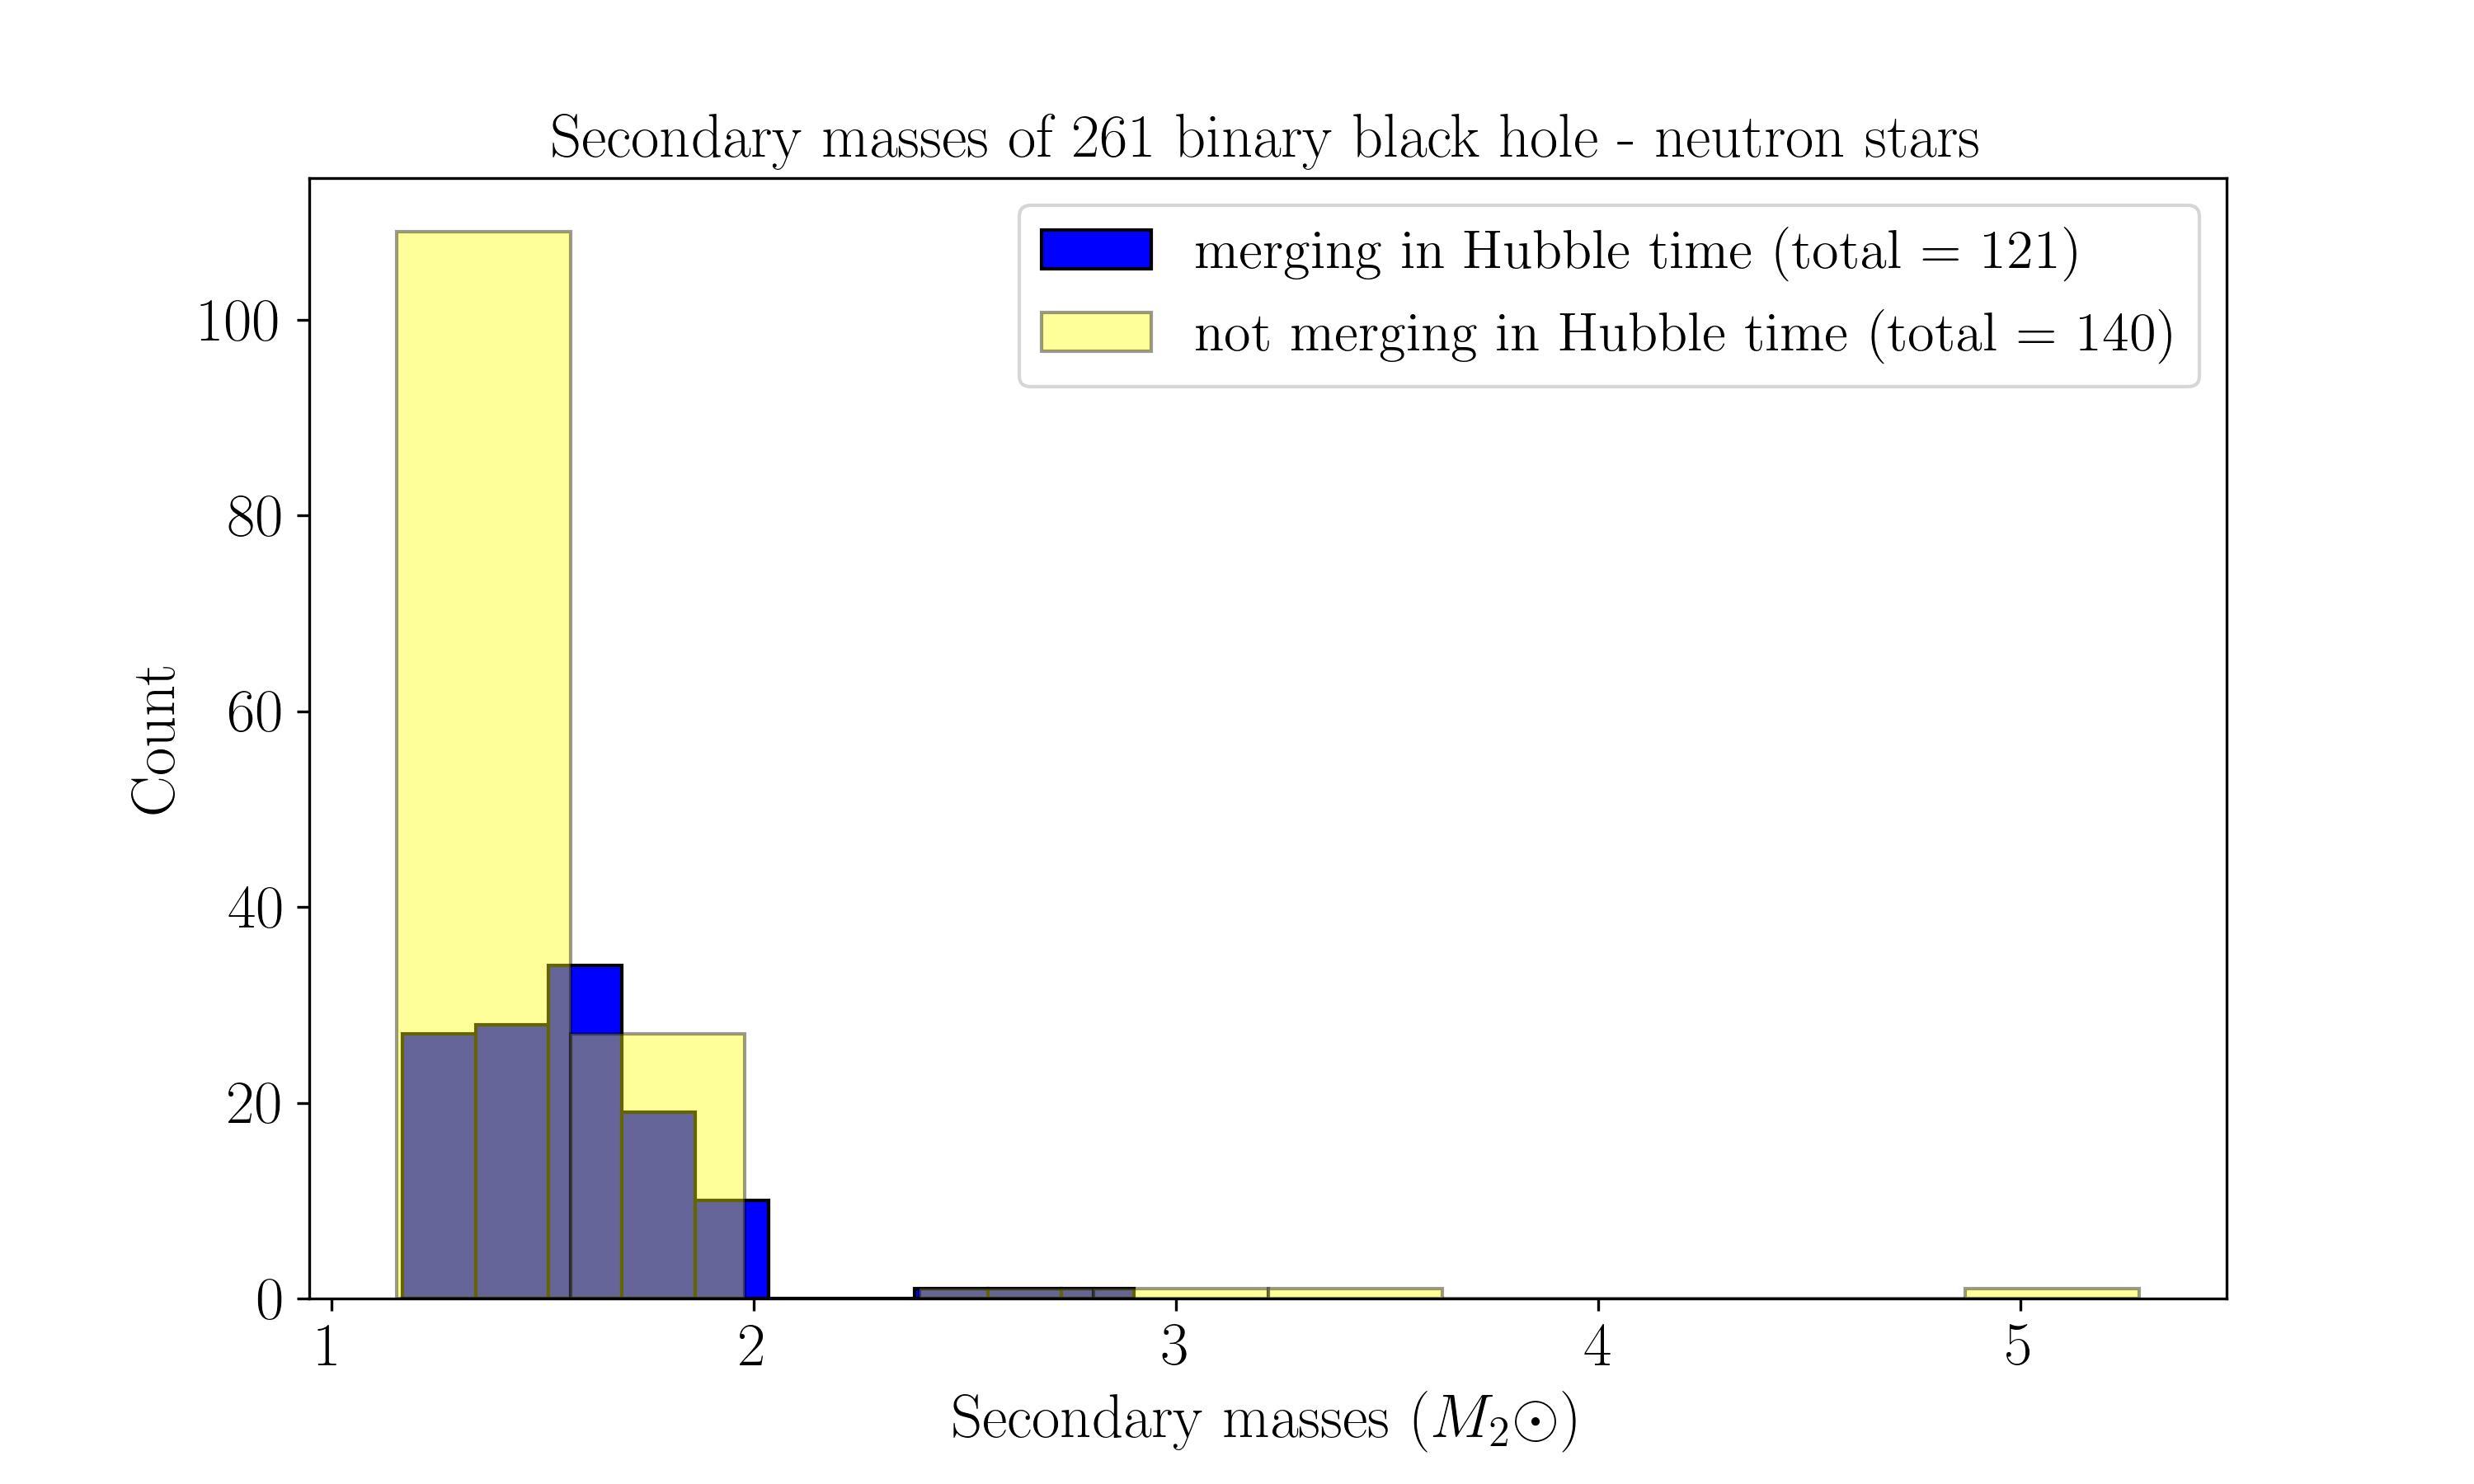 Secondary masses of 261 binary black hole - neutron stars
merging in Hubble time (total = 121)
not merging in Hubble time (total = 140)
100
80
60
40
20
0
Count
1 2 3 4 5
Secondary masses (M₂⊙)